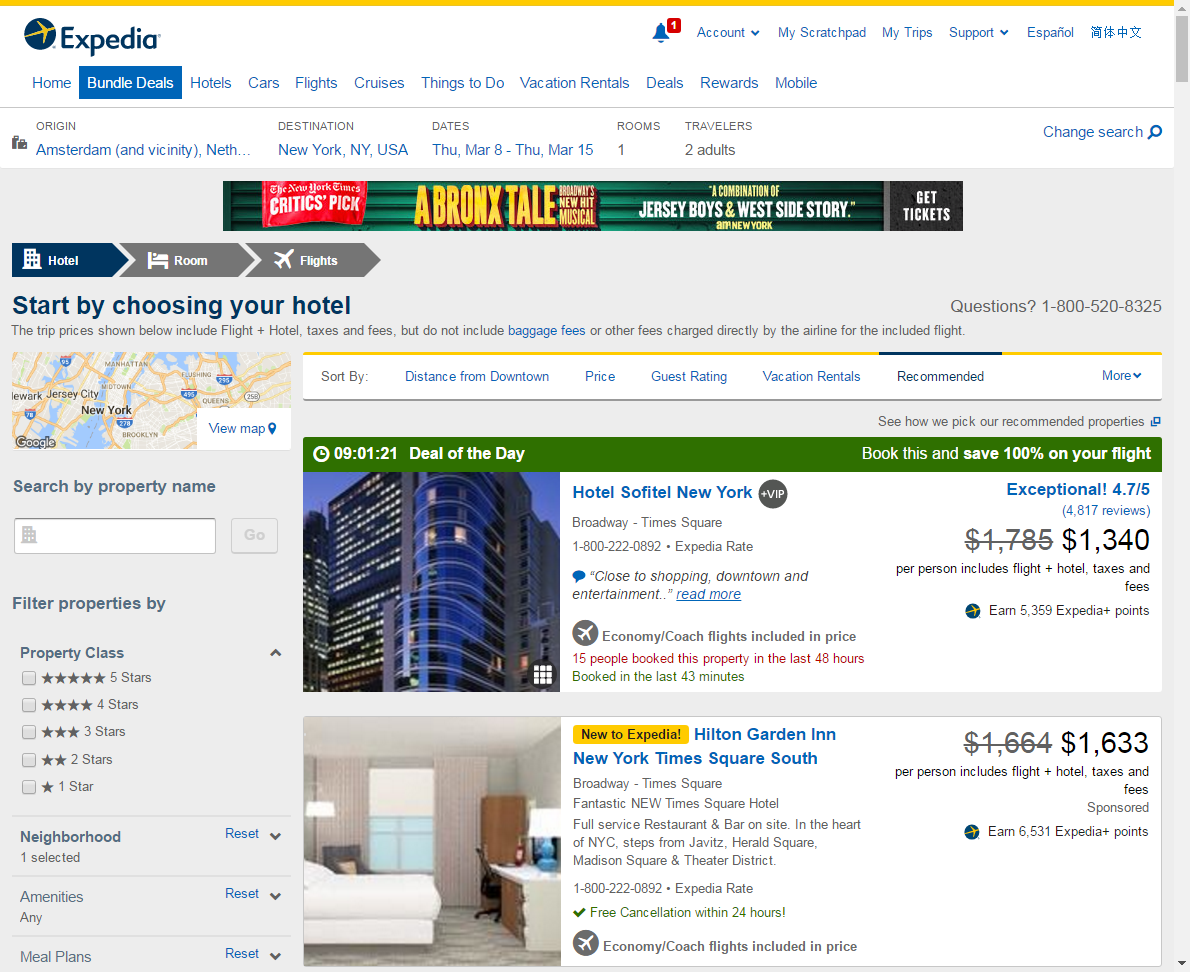 Expedia
1
Account
My Scratchpad
My Trips
Support
Español
简体中文
Home
Bundle Deals
Hotels
Cars
Flights
Cruises
Things to Do
Vacation Rentals
Deals
Rewards
Mobile
ORIGIN
Amsterdam (and vicinity), Neth...
DESTINATION
New York, NY, USA
DATES
Thu, Mar 8 - Thu, Mar 15
ROOMS
1
TRAVELERS
2 adults
Change search
The New York Times
CRITICS' PICK
A BRONX TALE
BROADWAY'S
NEW HIT
MUSICAL
"A COMBINATION OF
JERSEY BOYS & WEST SIDE STORY."
amNEWYORK
GET
TICKETS
Hotel
Room
Flights
Start by choosing your hotel
Questions? 1-800-520-8325
The trip prices shown below include Flight + Hotel, taxes and fees, but do not include baggage fees or other fees charged directly by the airline for the included flight.
95
MANHATTAN
FLUSHING
295
ewark
Jersey City
MIDTOWN
495
QUEENS
25B
78
New York
278
BROOKLYN
Google
View map
Sort By:
Distance from Downtown
Price
Guest Rating
Vacation Rentals
Recommended
More
See how we pick our recommended properties
Search by property name
Go
Filter properties by
Property Class
5 Stars
4 Stars
3 Stars
2 Stars
1 Star
Neighborhood
Reset
1 selected
Amenities
Reset
Any
Meal Plans
Reset
09:01:21 Deal of the Day
Book this and save 100% on your flight
Hotel Sofitel New York
+VIP
Broadway - Times Square
1-800-222-0892 • Expedia Rate
“Close to shopping, downtown and
entertainment..” read more
Economy/Coach flights included in price
15 people booked this property in the last 48 hours
Booked in the last 43 minutes
Exceptional! 4.7/5
(4,817 reviews)
$1,785 $1,340
per person includes flight + hotel, taxes and
fees
Earn 5,359 Expedia+ points
New to Expedia! Hilton Garden Inn
New York Times Square South
Broadway - Times Square
Fantastic NEW Times Square Hotel
Full service Restaurant & Bar on site. In the heart
of NYC, steps from Javitz, Herald Square,
Madison Square & Theater District.
1-800-222-0892 • Expedia Rate
Free Cancellation within 24 hours!
Economy/Coach flights included in price
$1,664 $1,633
per person includes flight + hotel, taxes and
fees
Sponsored
Earn 6,531 Expedia+ points